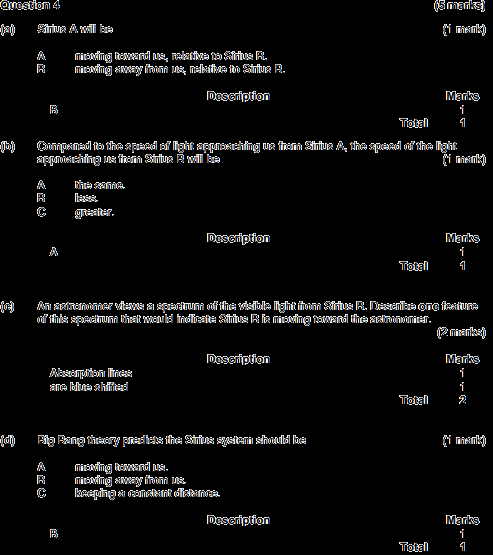 Question 4 (5 marks)
(a) Sirius A will be (1 mark)
A moving toward us, relative to Sirius B.
B moving away from us, relative to Sirius B.
Description Marks
B 1
Total 1
(b) Compared to the speed of light approaching us from Sirius A, the speed of the light
approaching us from Sirius B will be (1 mark)
A the same.
B less.
C greater.
Description Marks
A 1
Total 1
(c) An astronomer views a spectrum of the visible light from Sirius B. Describe one feature
of this spectrum that would indicate Sirius B is moving toward the astronomer.
(2 marks)
Description Marks
Absorption lines 1
are blue shifted 1
Total 2
(d) Big Bang theory predicts the Sirius system should be (1 mark)
A moving toward us.
B moving away from us.
C keeping a constant distance.
Description Marks
B 1
Total 1